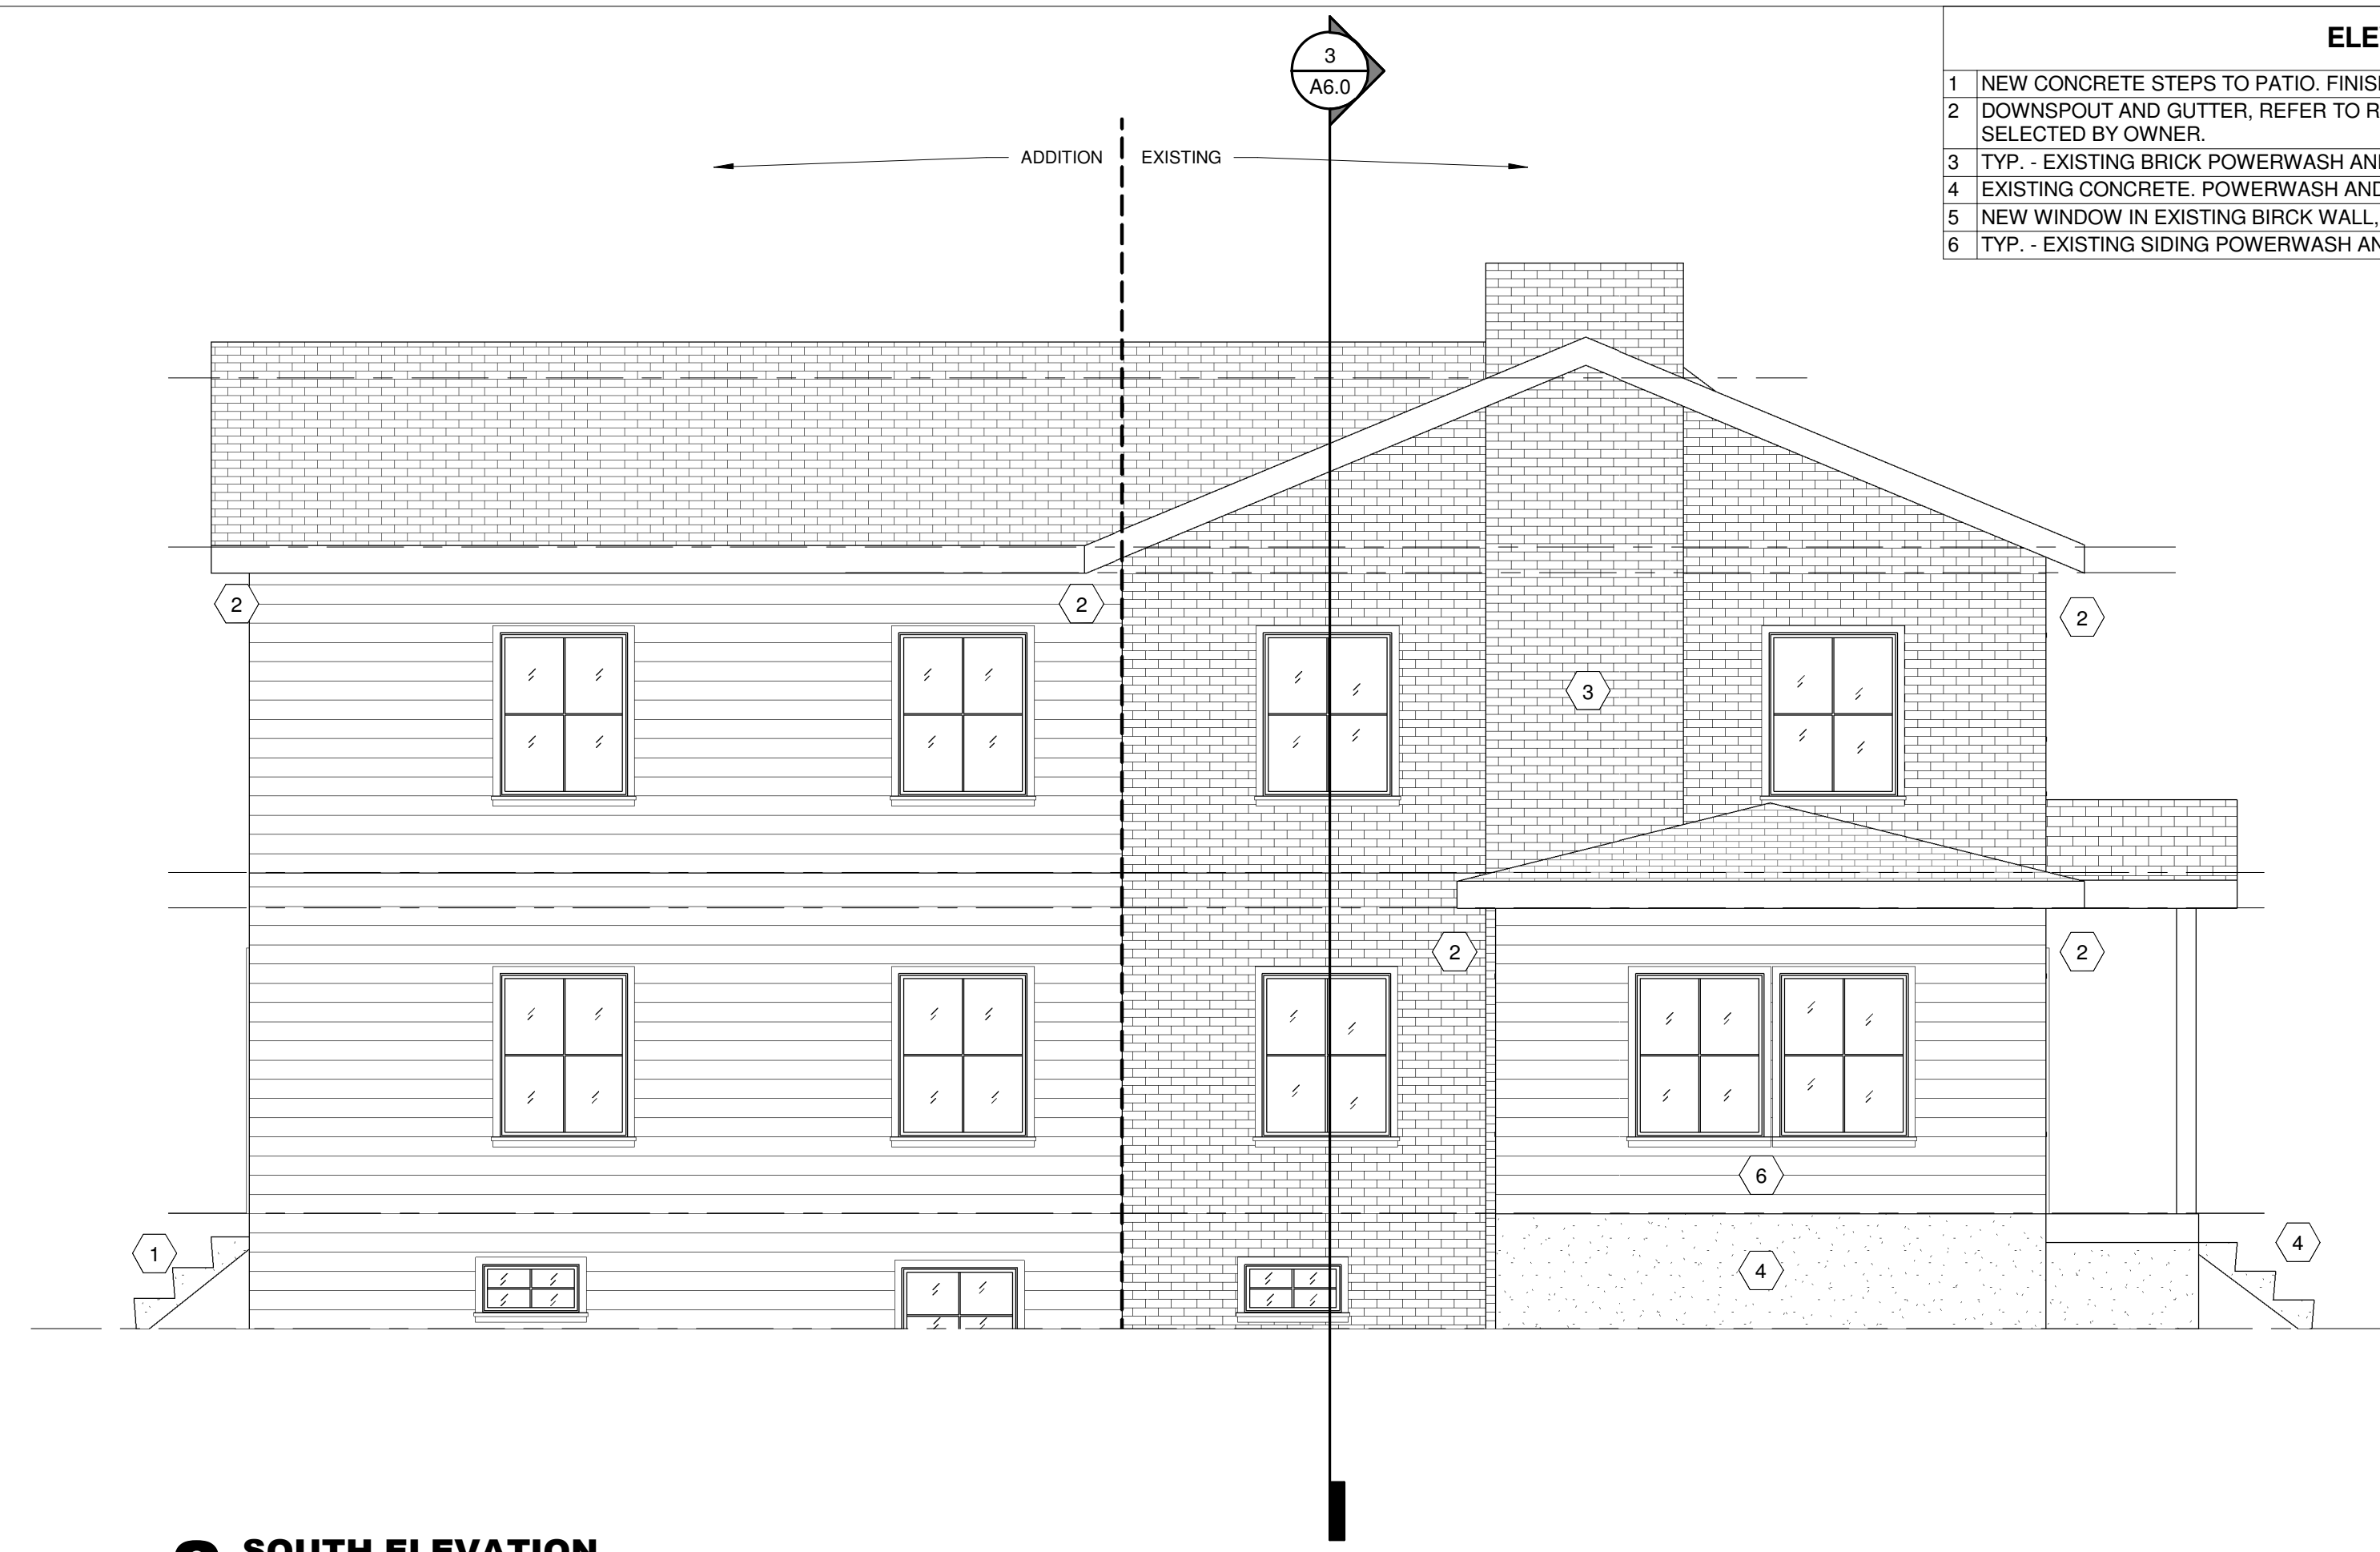 3
A6.0
ELE
1 NEW CONCRETE STEPS TO PATIO. FINIS
2 DOWNSPOUT AND GUTTER, REFER TO R
SELECTED BY OWNER.
3 TYP. - EXISTING BRICK POWERWASH AN
4 EXISTING CONCRETE. POWERWASH AND
5 NEW WINDOW IN EXISTING BIRCK WALL,
6 TYP. - EXISTING SIDING POWERWASH AN
ADDITION EXISTING
2
2
2
3
2
2
6
1
4
4
SOUTH ELEVATION